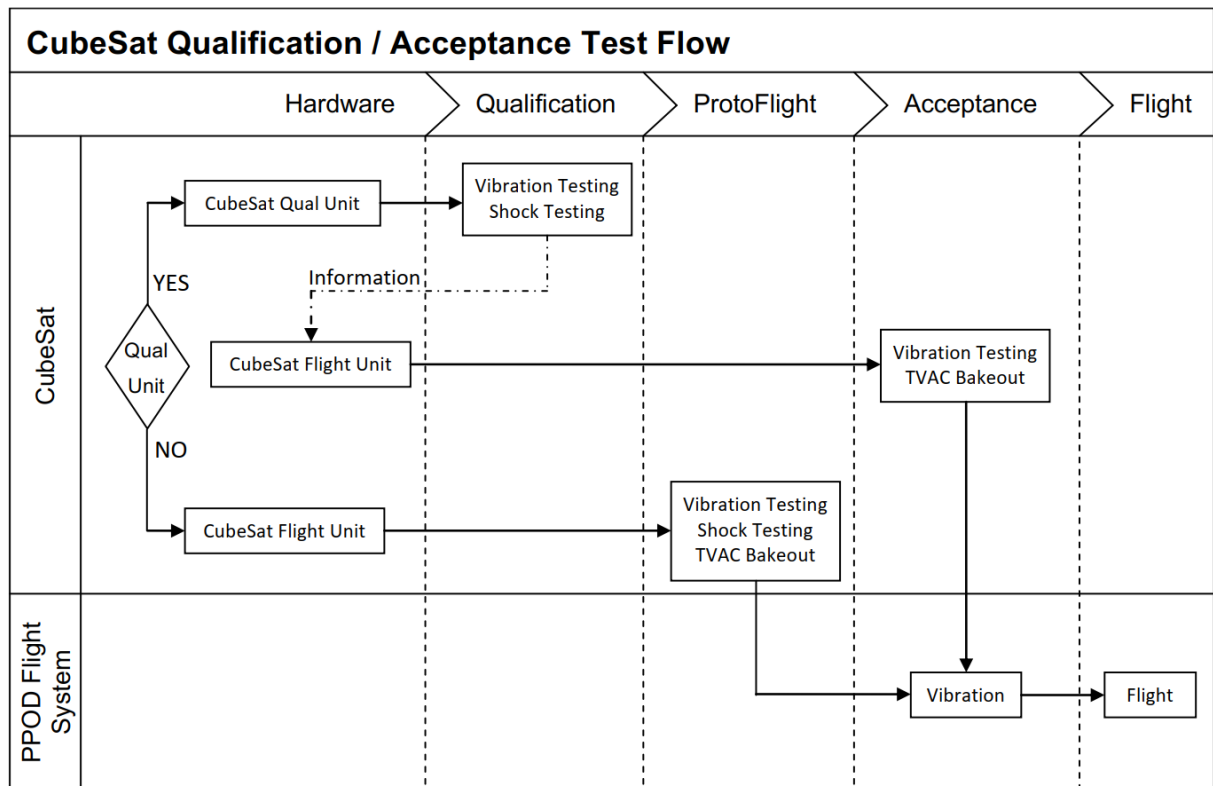 CubeSat Qualification / Acceptance Test Flow
Hardware
Qualification
ProtoFlight
Acceptance
Flight
CubeSat
CubeSat Qual Unit
Vibration Testing
Shock Testing
YES
Information
Qual
Unit
CubeSat Flight Unit
Vibration Testing
TVAC Bakeout
NO
CubeSat Flight Unit
Vibration Testing
Shock Testing
TVAC Bakeout
PPOD Flight
System
Vibration
Flight